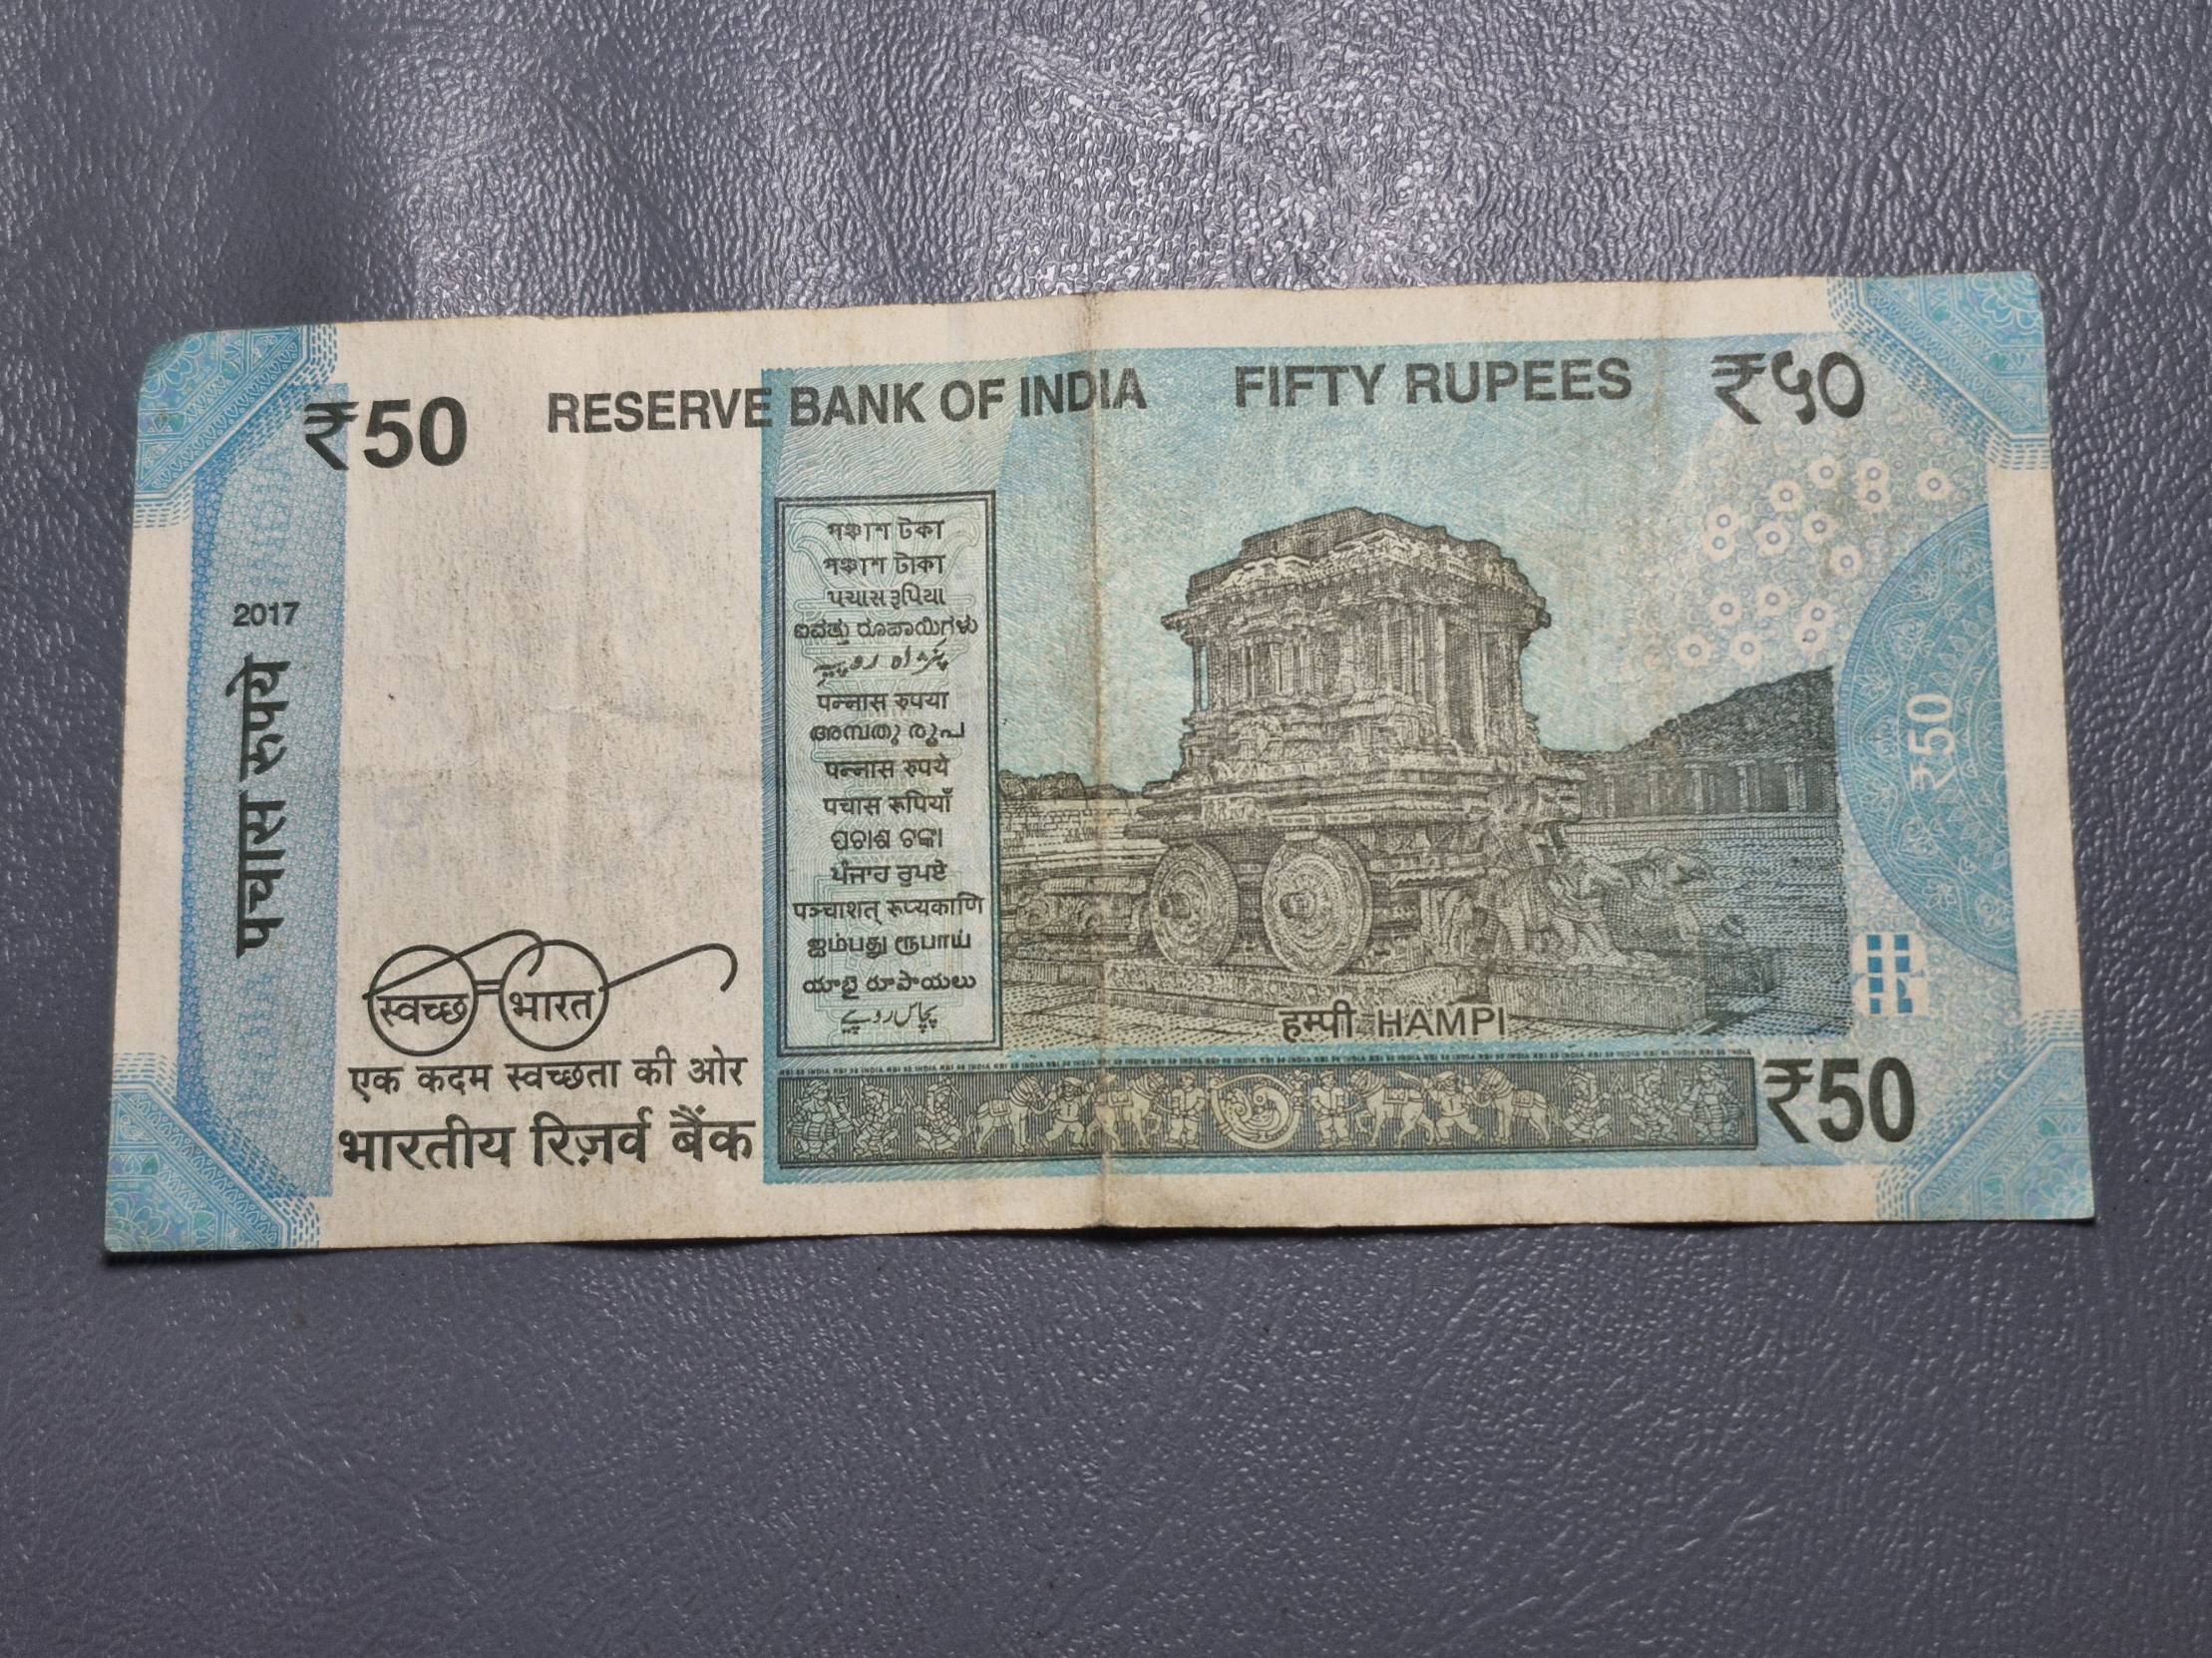 ₹50
RESERVE BANK OF INDIA
FIFTY RUPEES
₹५०
2017
पचास रुपये
পঞ্চাশ টকা
পঞ্চাশ টাকা
પચાસ રૂપિયા
ಐವತ್ತು ರೂಪಾಯಿಗಳು
पन्नास रुपया
അമ്പതു രൂപ
पन्नास रुपये
पचास रूपियाँ
ପଚାଶ ଟଙ୍କା
ਪੰਜਾਹ ਰੁਪਏ
पञ्चाशत् रूप्यकाणि
ஐம்பது ரூபாய்
యాభై రూపాయలు
پچاس روپے
₹50
स्वच्छ भारत
एक कदम स्वच्छता की ओर
भारतीय रिज़र्व बैंक
हम्पी HAMPI
₹50